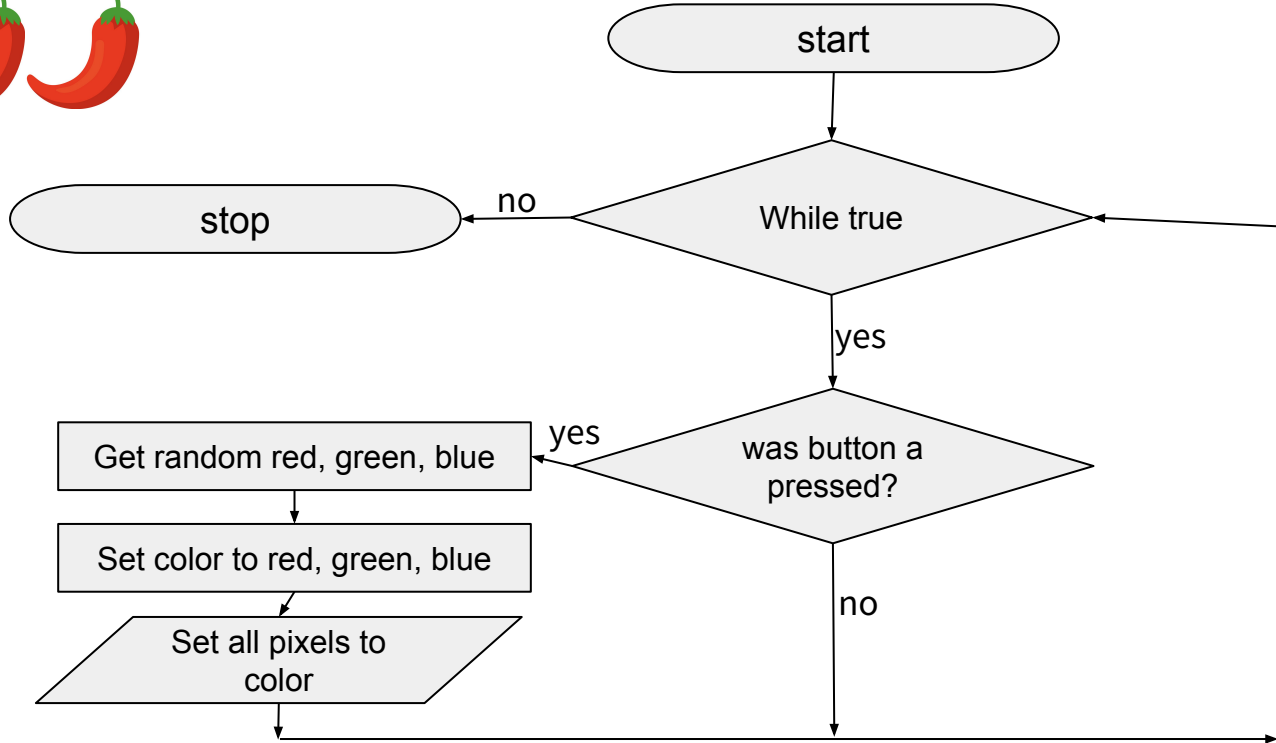 start
no
stop
While true
yes
yes
was button a
pressed?
Get random red, green, blue
Set color to red, green, blue
no
Set all pixels to
color